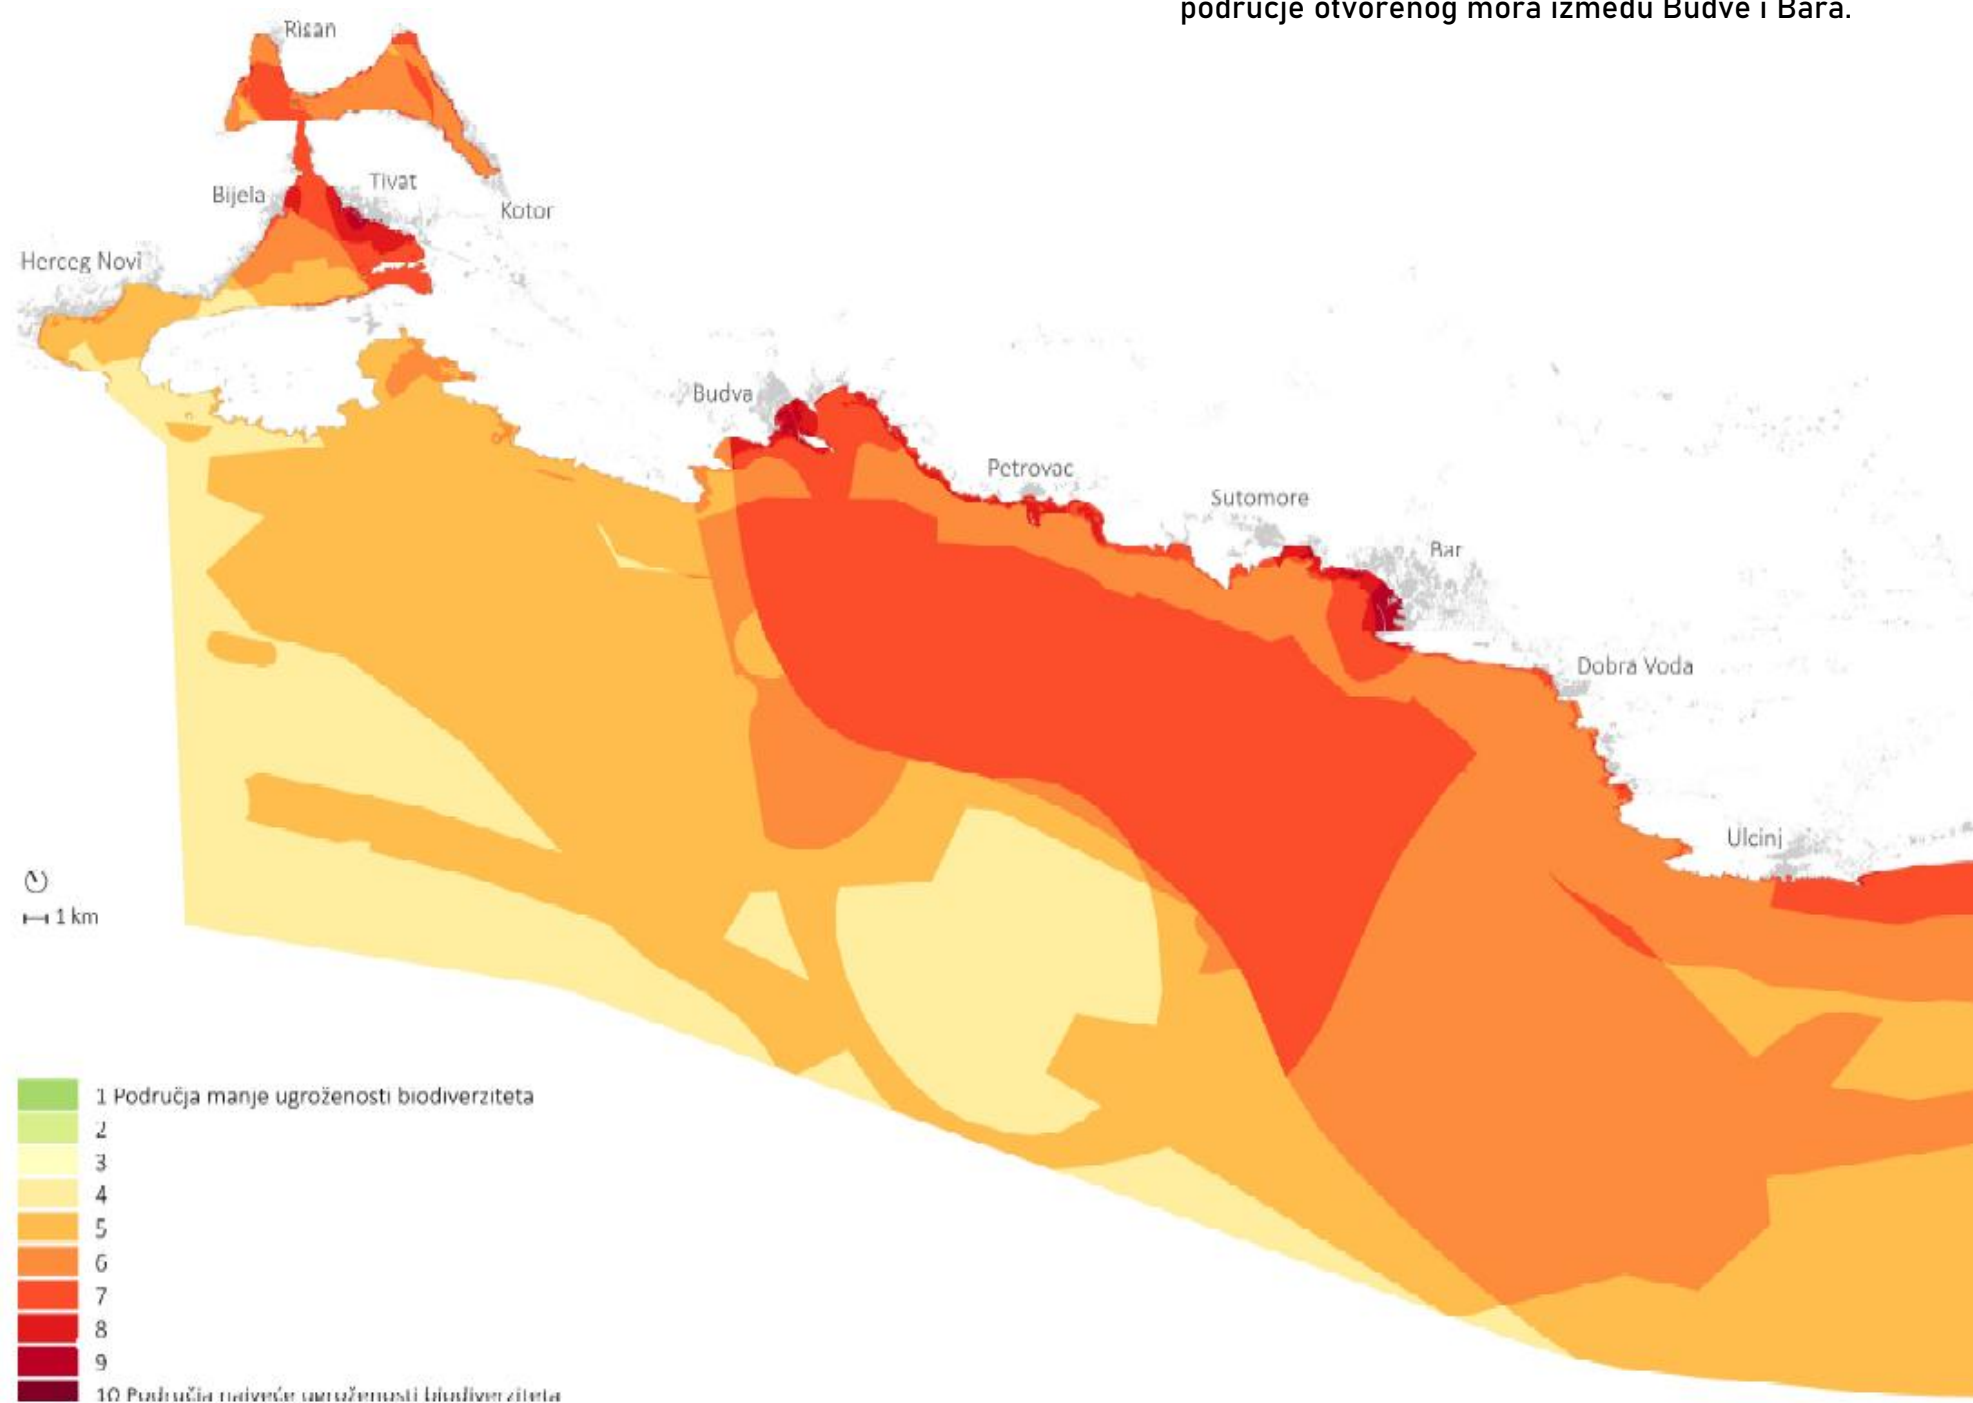 područje otvorenog mora između Budve i Bara.
Risan
Tivat
Bijela
Kotor
Herceg Novi
Budva
Petrovac
Sutomore
Bar
Dobra Voda
Ulcinj
1 km
1 Područja manje ugroženosti biodiverziteta
2
3
4
5
6
7
8
9
10 Područja najveće ugroženosti biodiverziteta